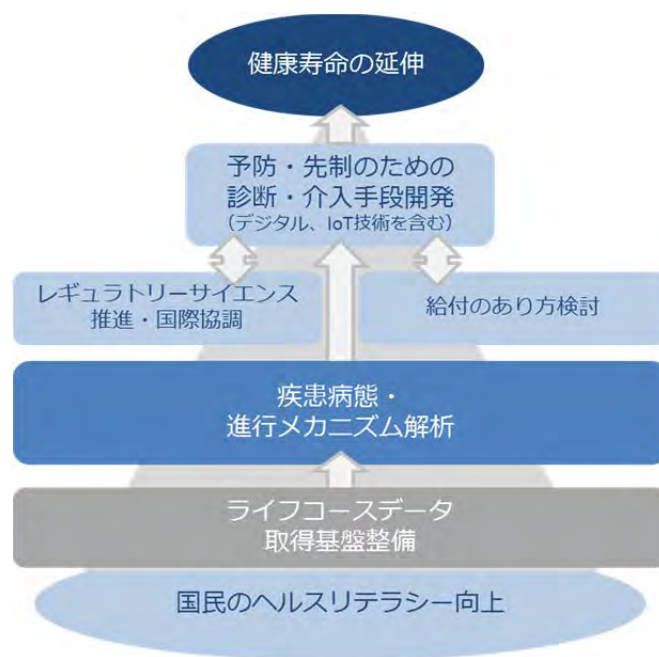 健康寿命の延伸
予防・先制のための
診断・介入手段開発
（デジタル、IoT技術を含む）
レギュラトリーサイエンス
推進・国際協調
給付のあり方検討
疾患病態・
進行メカニズム解析
ライフコースデータ
取得基盤整備
国民のヘルスリテラシー向上